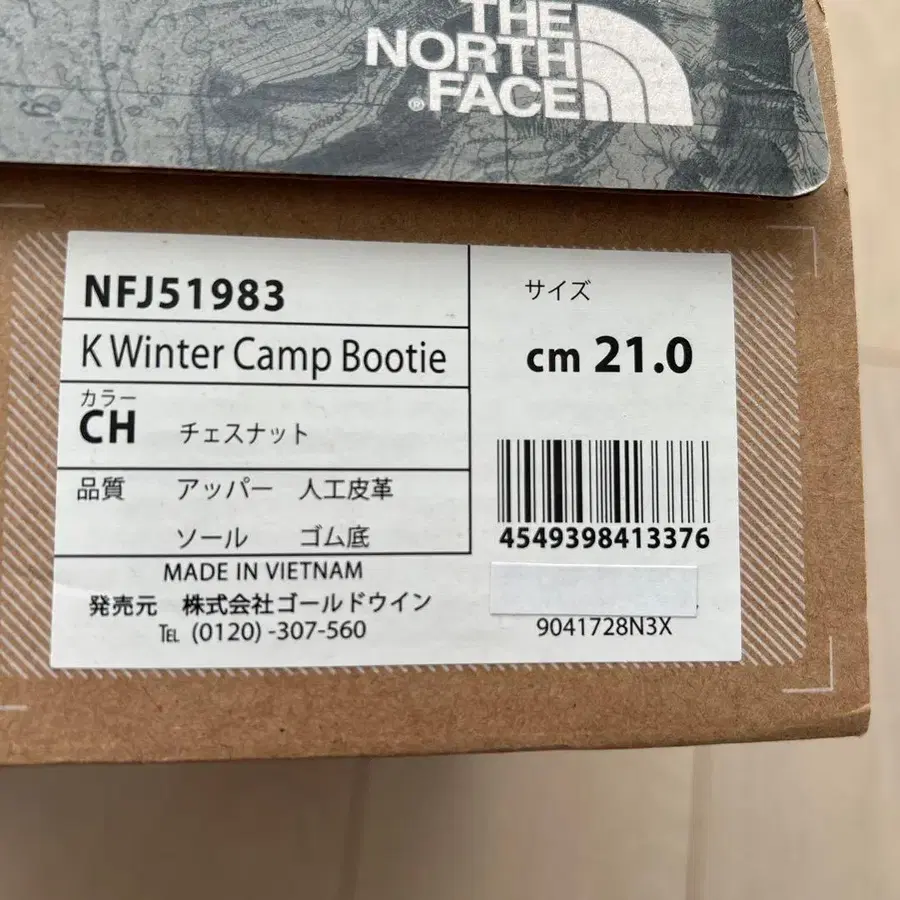 THE
NORTH
FACE®
NFJ51983
K Winter Camp Bootie
カラー
CH チェスナット
品質 アッパー 人工皮革
ソール ゴム底
MADE IN VIETNAM
発売元 株式会社ゴールドウイン
℡ (0120) -307-560
サイズ
cm 21.0
4549398413376
9041728N3X